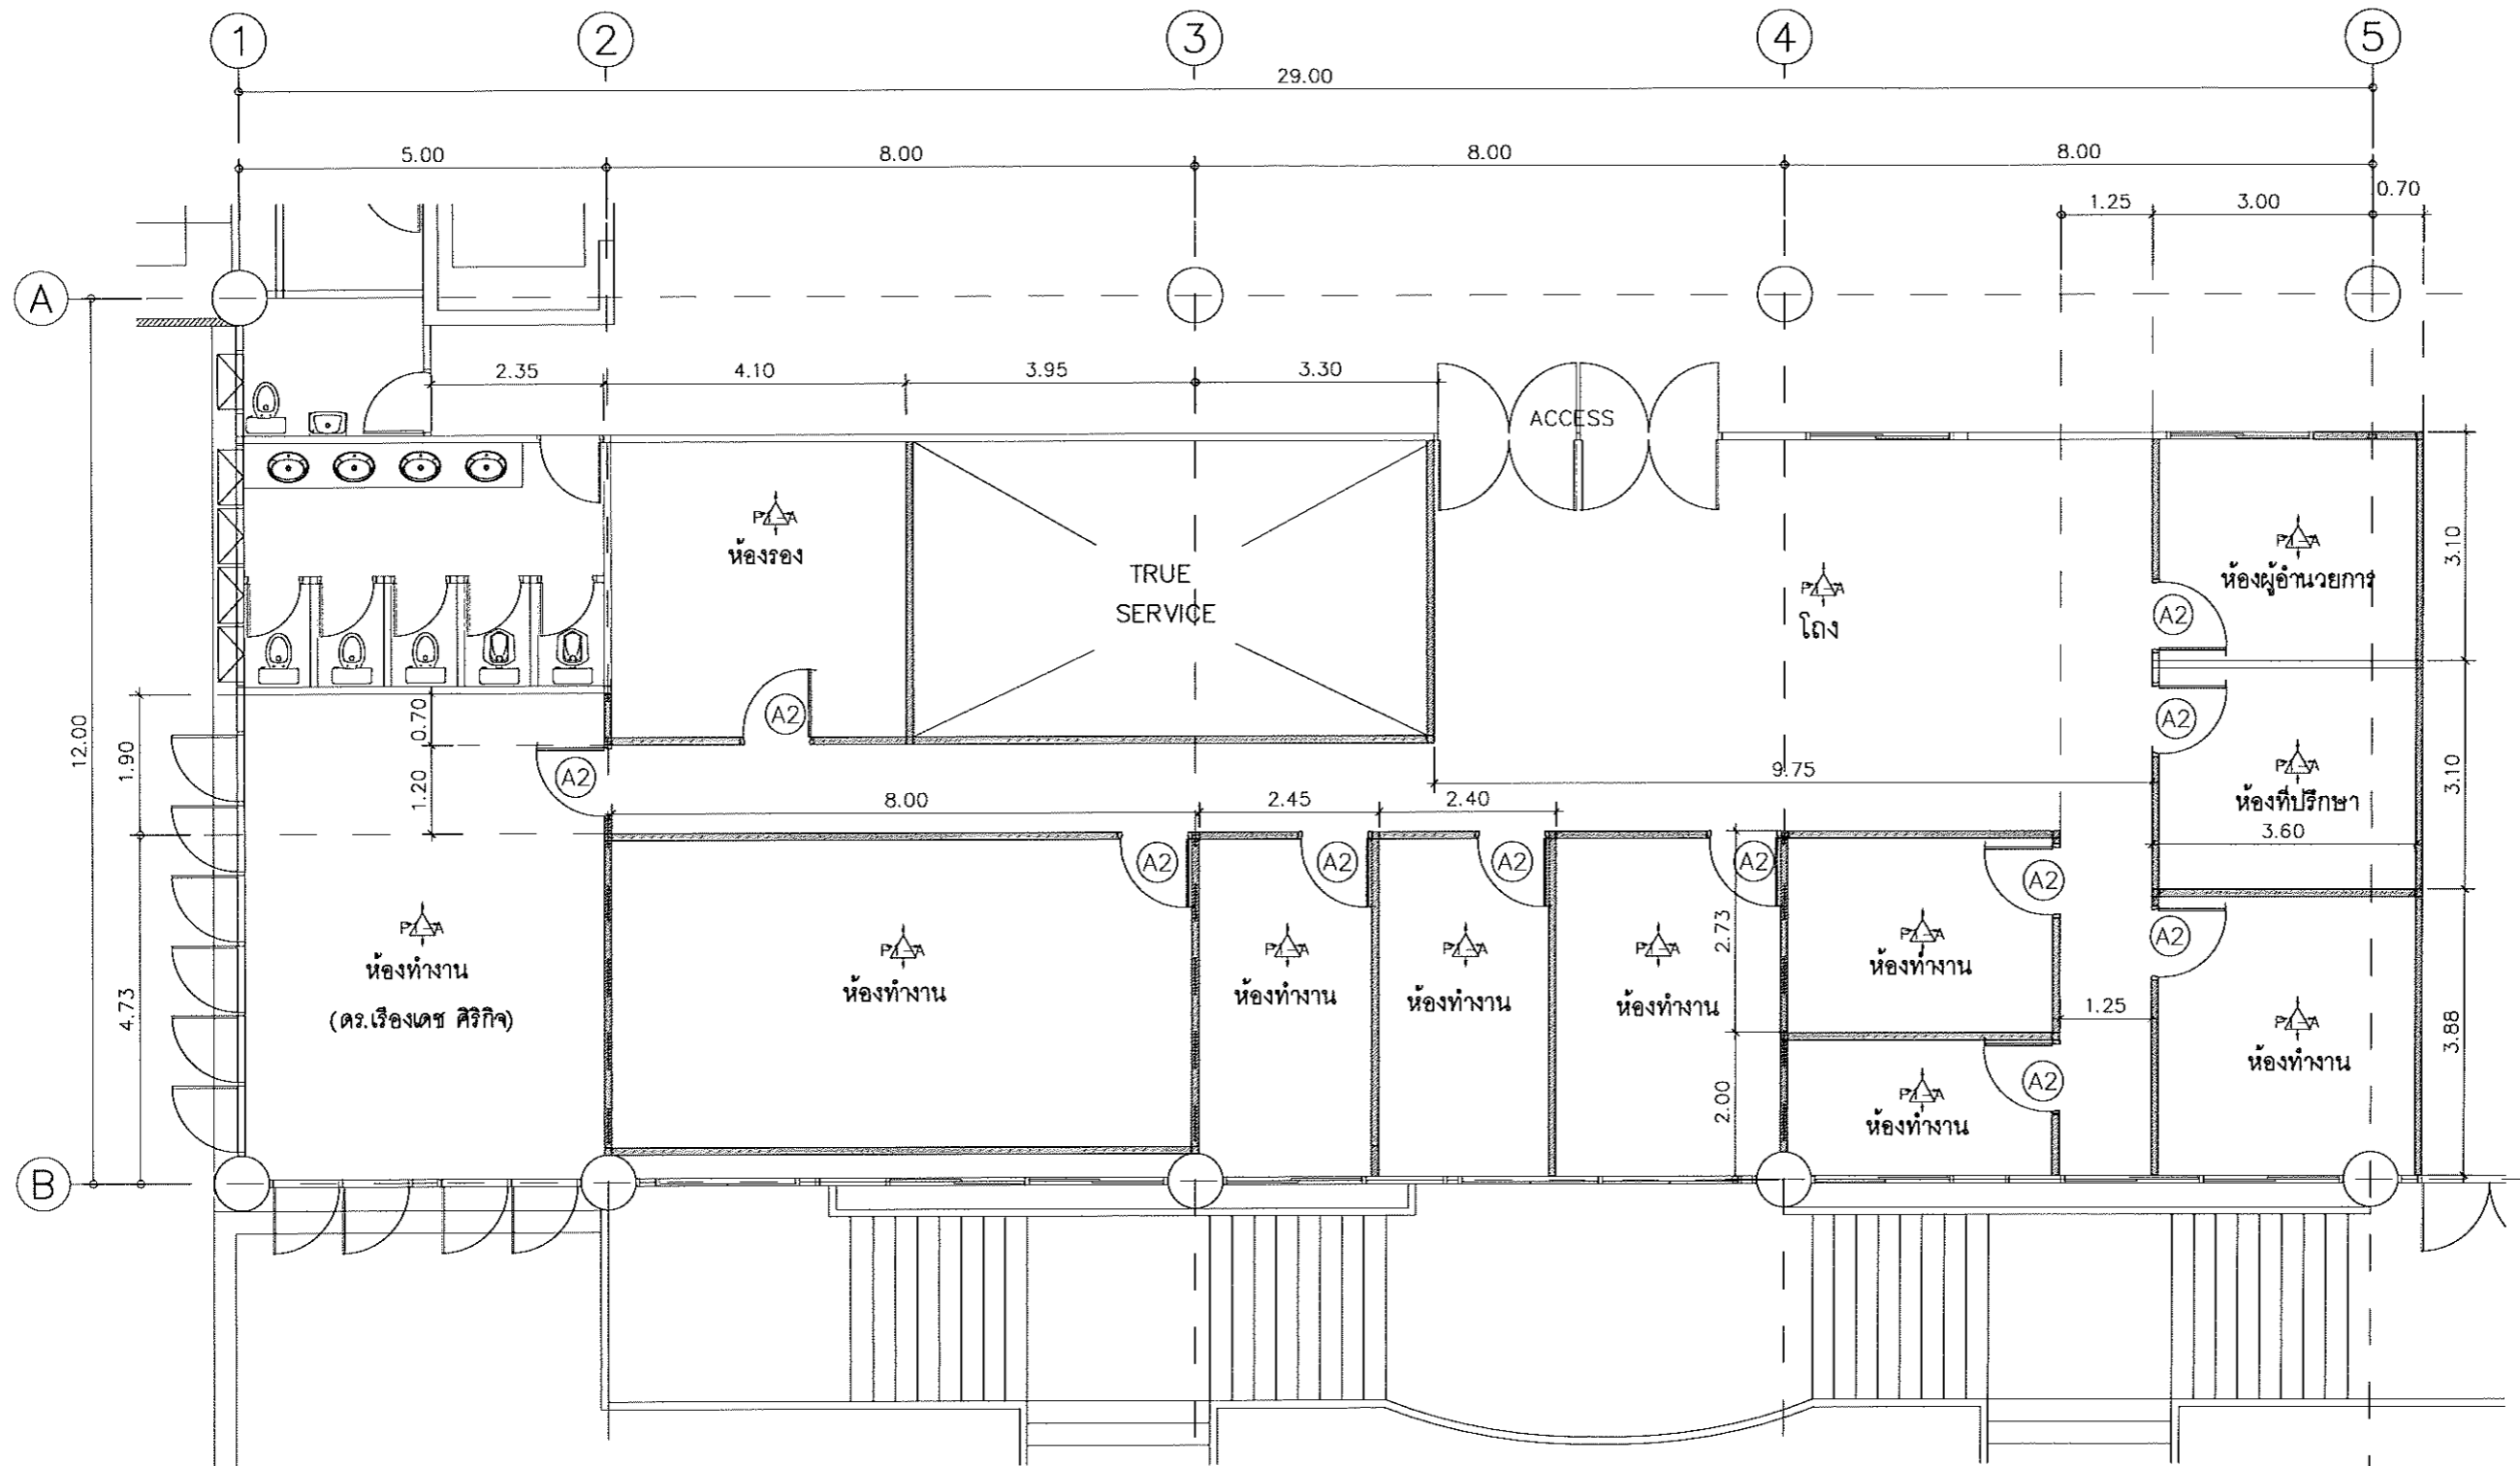 1 2 3 4 5
29.00
5.00 8.00 8.00 8.00
0.70
1.25 3.00
A
2.35 4.10 3.95 3.30
ACCESS
ห้องรอง
TRUE
SERVICE
โถง
ห้องผู้อำนวยการ
A2
3.10
12.00
1.90
0.70
1.20
A2
A2
A2
9.75
ห้องที่ปรึกษา
3.60
3.10
8.00 2.45 2.40
A2 A2 A2 A2 A2
A2
4.73
ห้องทำงาน
(ดร.เรืองเดช ศิริกิจ)
ห้องทำงาน
ห้องทำงาน
ห้องทำงาน
ห้องทำงาน
2.73
ห้องทำงาน
1.25
ห้องทำงาน
3.88
2.00
A2
ห้องทำงาน
B